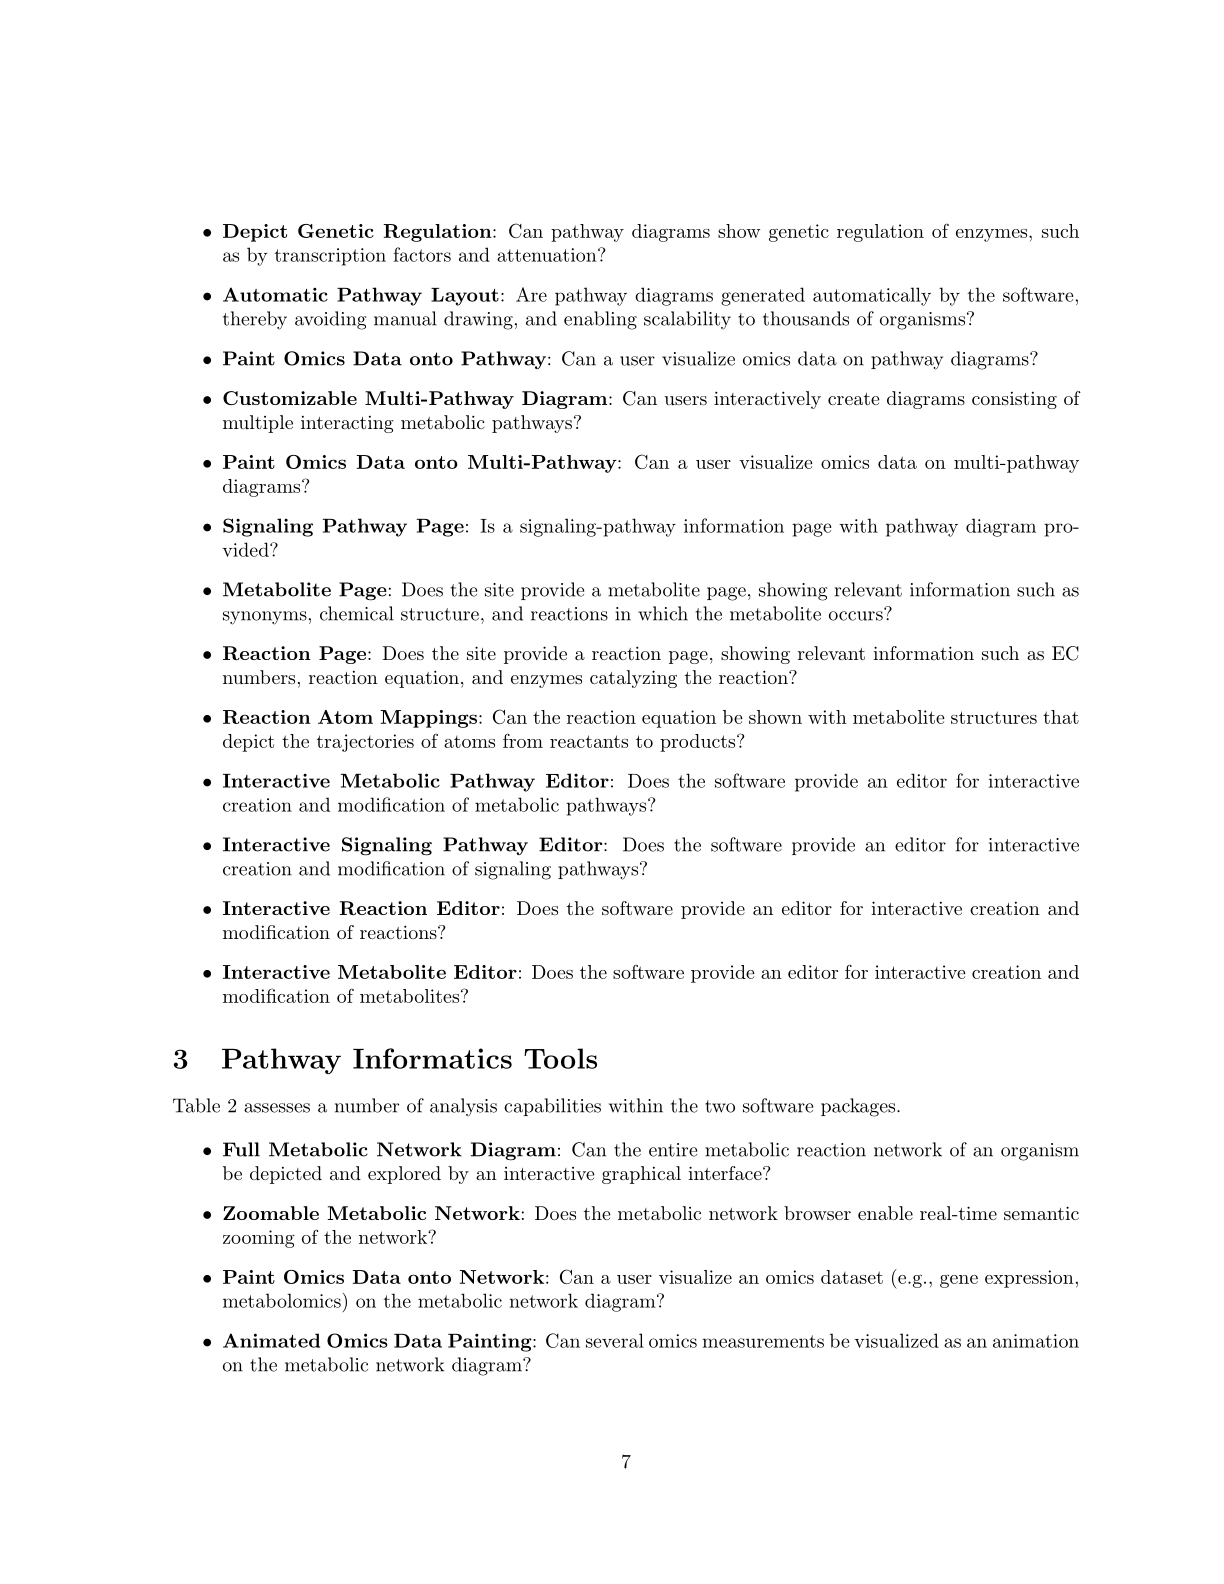 • Depict Genetic Regulation: Can pathway diagrams show genetic regulation of enzymes, such
as by transcription factors and attenuation?
• Automatic Pathway Layout: Are pathway diagrams generated automatically by the software,
thereby avoiding manual drawing, and enabling scalability to thousands of organisms?
• Paint Omics Data onto Pathway: Can a user visualize omics data on pathway diagrams?
• Customizable Multi-Pathway Diagram: Can users interactively create diagrams consisting of
multiple interacting metabolic pathways?
• Paint Omics Data onto Multi-Pathway: Can a user visualize omics data on multi-pathway
diagrams?
• Signaling Pathway Page: Is a signaling-pathway information page with pathway diagram pro-
vided?
• Metabolite Page: Does the site provide a metabolite page, showing relevant information such as
synonyms, chemical structure, and reactions in which the metabolite occurs?
• Reaction Page: Does the site provide a reaction page, showing relevant information such as EC
numbers, reaction equation, and enzymes catalyzing the reaction?
• Reaction Atom Mappings: Can the reaction equation be shown with metabolite structures that
depict the trajectories of atoms from reactants to products?
• Interactive Metabolic Pathway Editor: Does the software provide an editor for interactive
creation and modification of metabolic pathways?
• Interactive Signaling Pathway Editor: Does the software provide an editor for interactive
creation and modification of signaling pathways?
• Interactive Reaction Editor: Does the software provide an editor for interactive creation and
modification of reactions?
• Interactive Metabolite Editor: Does the software provide an editor for interactive creation and
modification of metabolites?
3 Pathway Informatics Tools
Table 2 assesses a number of analysis capabilities within the two software packages.
• Full Metabolic Network Diagram: Can the entire metabolic reaction network of an organism
be depicted and explored by an interactive graphical interface?
• Zoomable Metabolic Network: Does the metabolic network browser enable real-time semantic
zooming of the network?
• Paint Omics Data onto Network: Can a user visualize an omics dataset (e.g., gene expression,
metabolomics) on the metabolic network diagram?
• Animated Omics Data Painting: Can several omics measurements be visualized as an animation
on the metabolic network diagram?
7